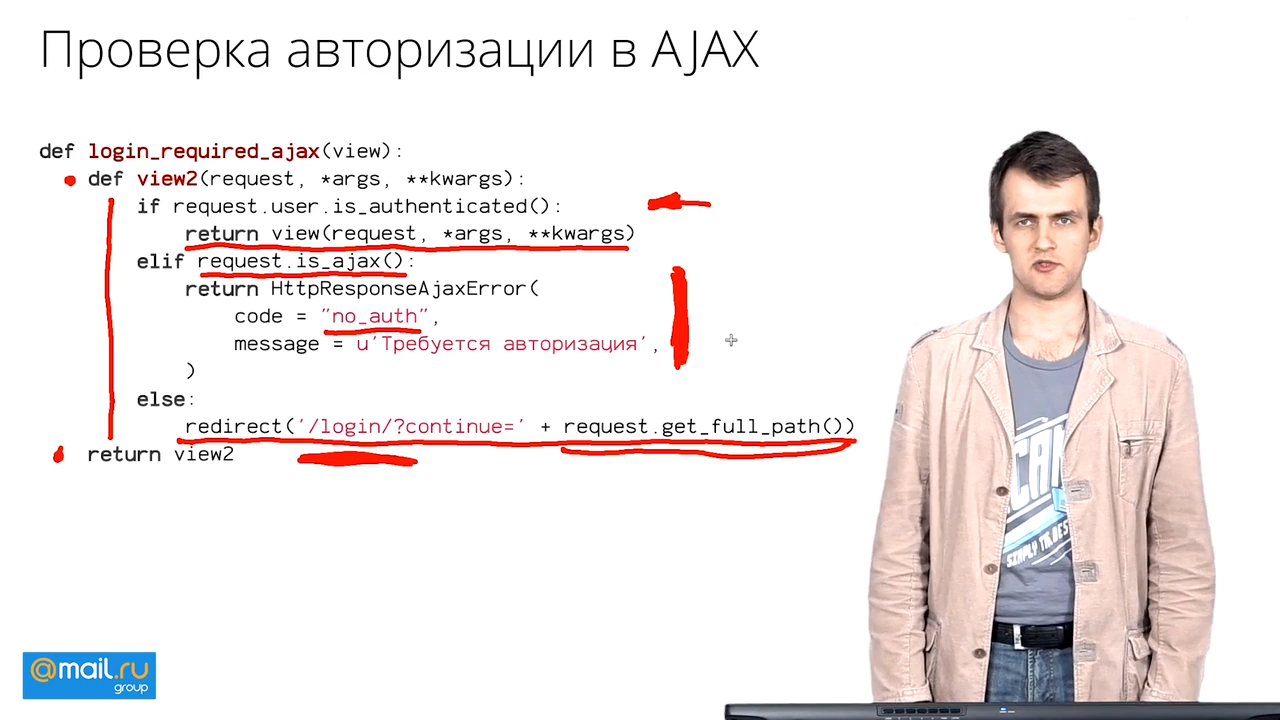 Проверка авторизации в AJAX
def login_required_ajax(view):
def view2(request, *args, **kwargs):
if request.user.is_authenticated():
return view(request, *args, **kwargs)
elif request.is_ajax():
return HttpResponseAjaxError(
code = "no_auth",
message = u'Требуется авторизация',
)
else:
redirect('/login/?continue=' + request.get_full_path())
return view2
@mail.ru
group